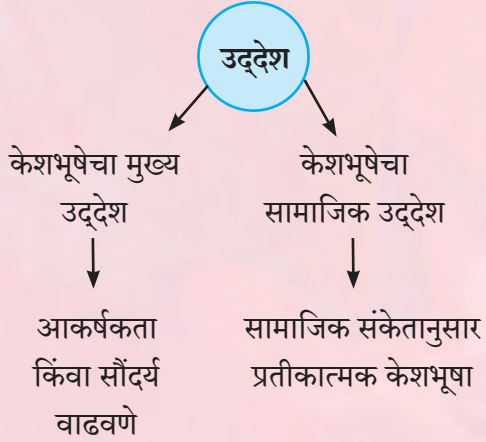 उद्देश
केशभूषेचा मुख्य
उद्देश
केशभूषेचा
सामाजिक उद्देश
आकर्षकता
किंवा सौंदर्य
वाढवणे
सामाजिक संकेतानुसार
प्रतीकात्मक केशभूषा